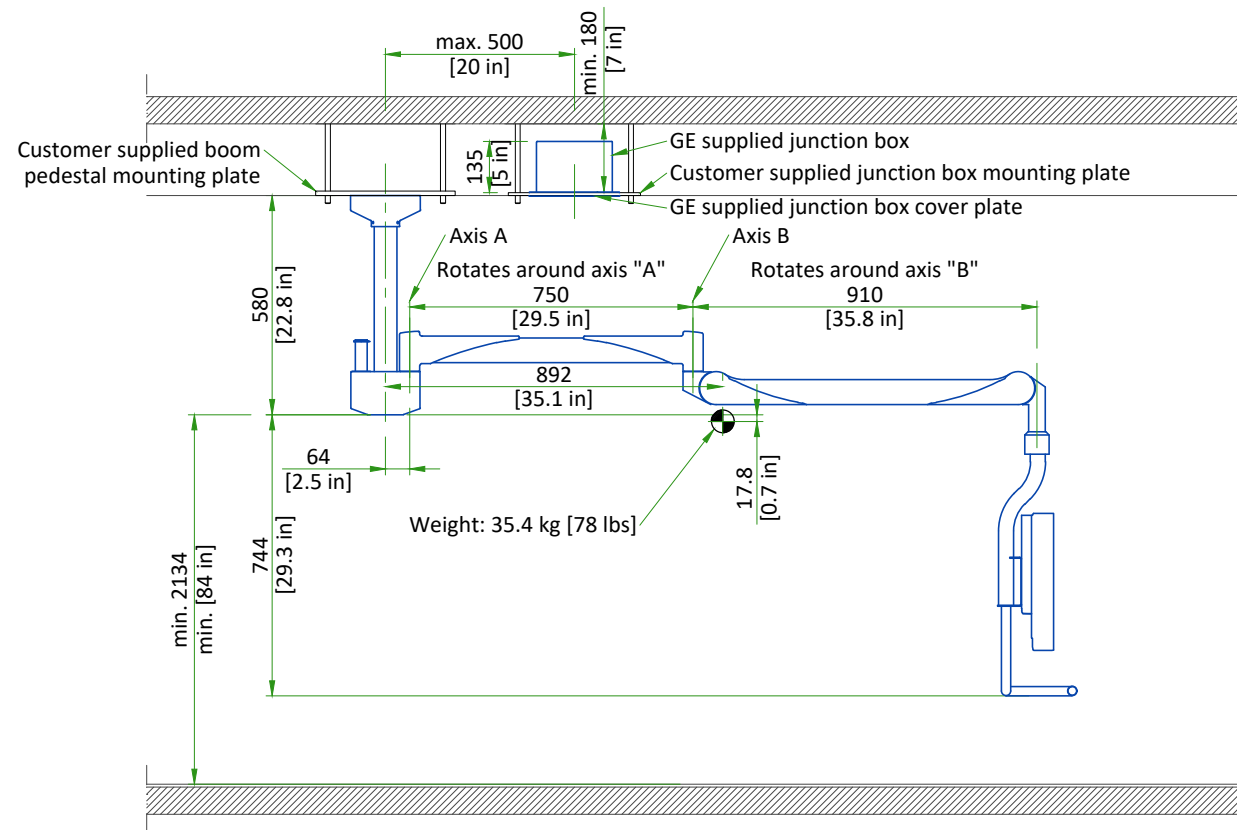 max. 500
[20 in]
min. 180
[7 in]
Customer supplied boom
pedestal mounting plate
135
[5 in]
GE supplied junction box
Customer supplied junction box mounting plate
GE supplied junction box cover plate
Axis A
Axis B
Rotates around axis "A"
750
[29.5 in]
Rotates around axis "B"
910
[35.8 in]
580
[22.8 in]
892
[35.1 in]
64
[2.5 in]
17.8
[0.7 in]
Weight: 35.4 kg [78 lbs]
744
[29.3 in]
min. 2134
min. [84 in]